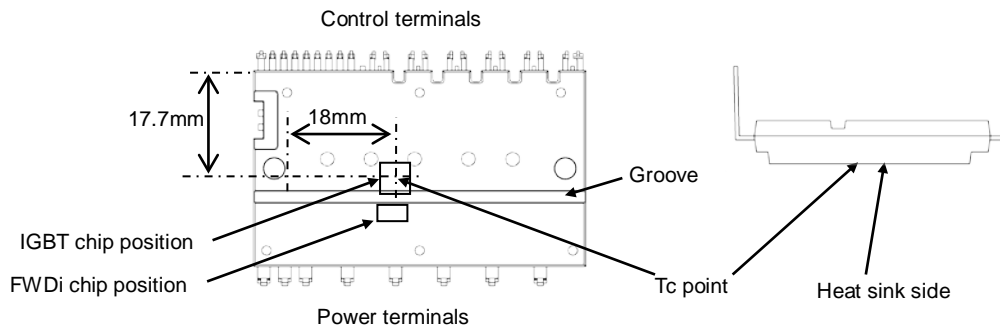 Control terminals
17.7mm
18mm
Groove
IGBT chip position
FWDi chip position
Tc point
Heat sink side
Power terminals